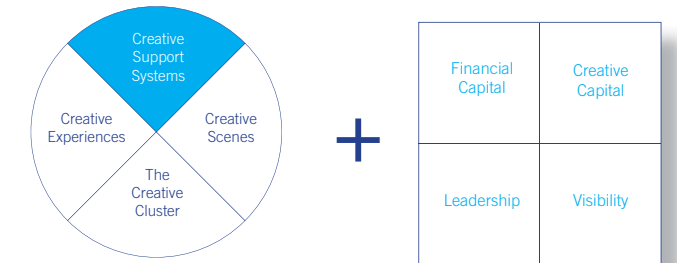 Creative
Support
Systems
Creative
Experiences
Creative
Scenes
The
Creative
Cluster
+
Financial
Capital
Creative
Capital
Leadership
Visibility